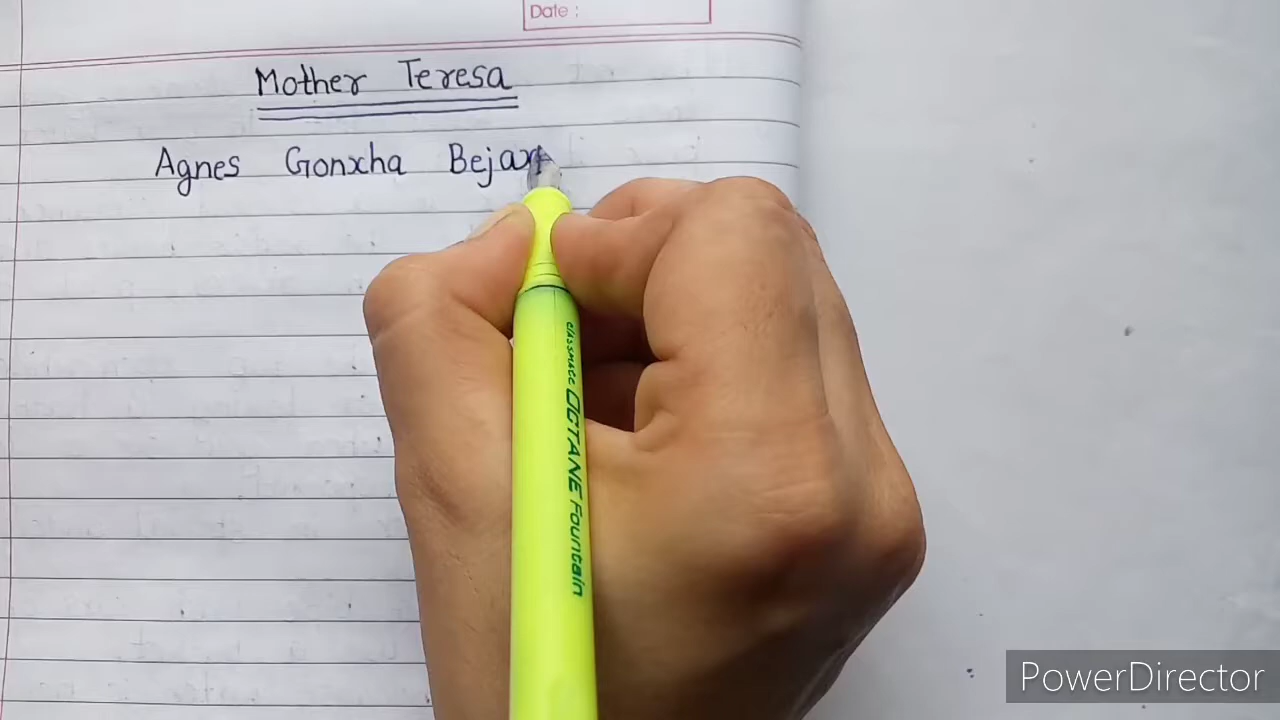 Date :
Mother Teresa
Agnes Gonxha
classmate OCTANE Fountain
PowerDirector